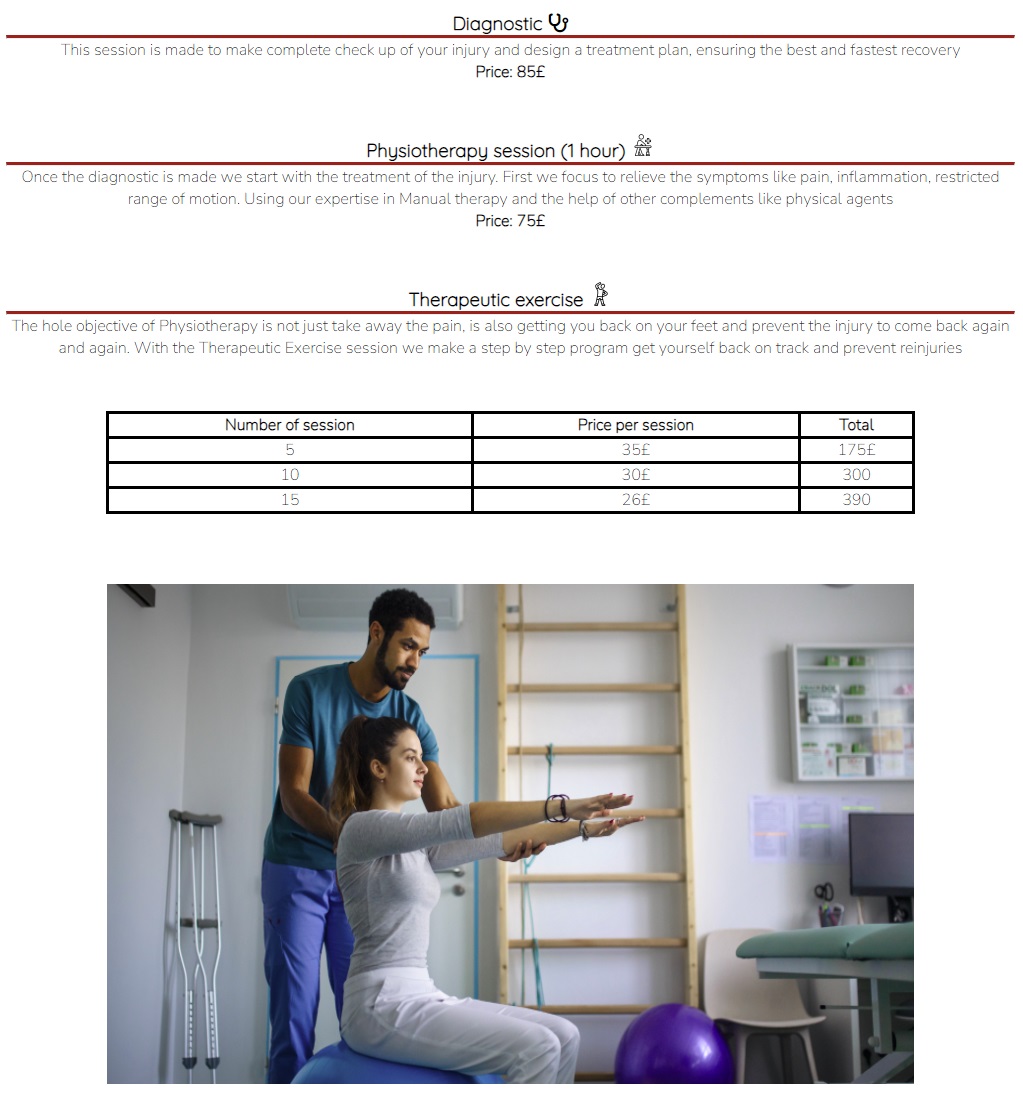 Diagnostic
This session is made to make complete check up of your injury and design a treatment plan, ensuring the best and fastest recovery
Price: 85£
Physiotherapy session (1 hour)
Once the diagnostic is made we start with the treatment of the injury. First we focus to relieve the symptoms like pain, inflammation, restricted
range of motion. Using our expertise in Manual therapy and the help of other complements like physical agents
Price: 75£
Therapeutic exercise
The hole objective of Physiotherapy is not just take away the pain, is also getting you back on your feet and prevent the injury to come back again
and again. With the Therapeutic Exercise session we make a step by step program get yourself back on track and prevent reinjuries
Number of session Price per session Total
5 35£ 175£
10 30£ 300
15 26£ 390